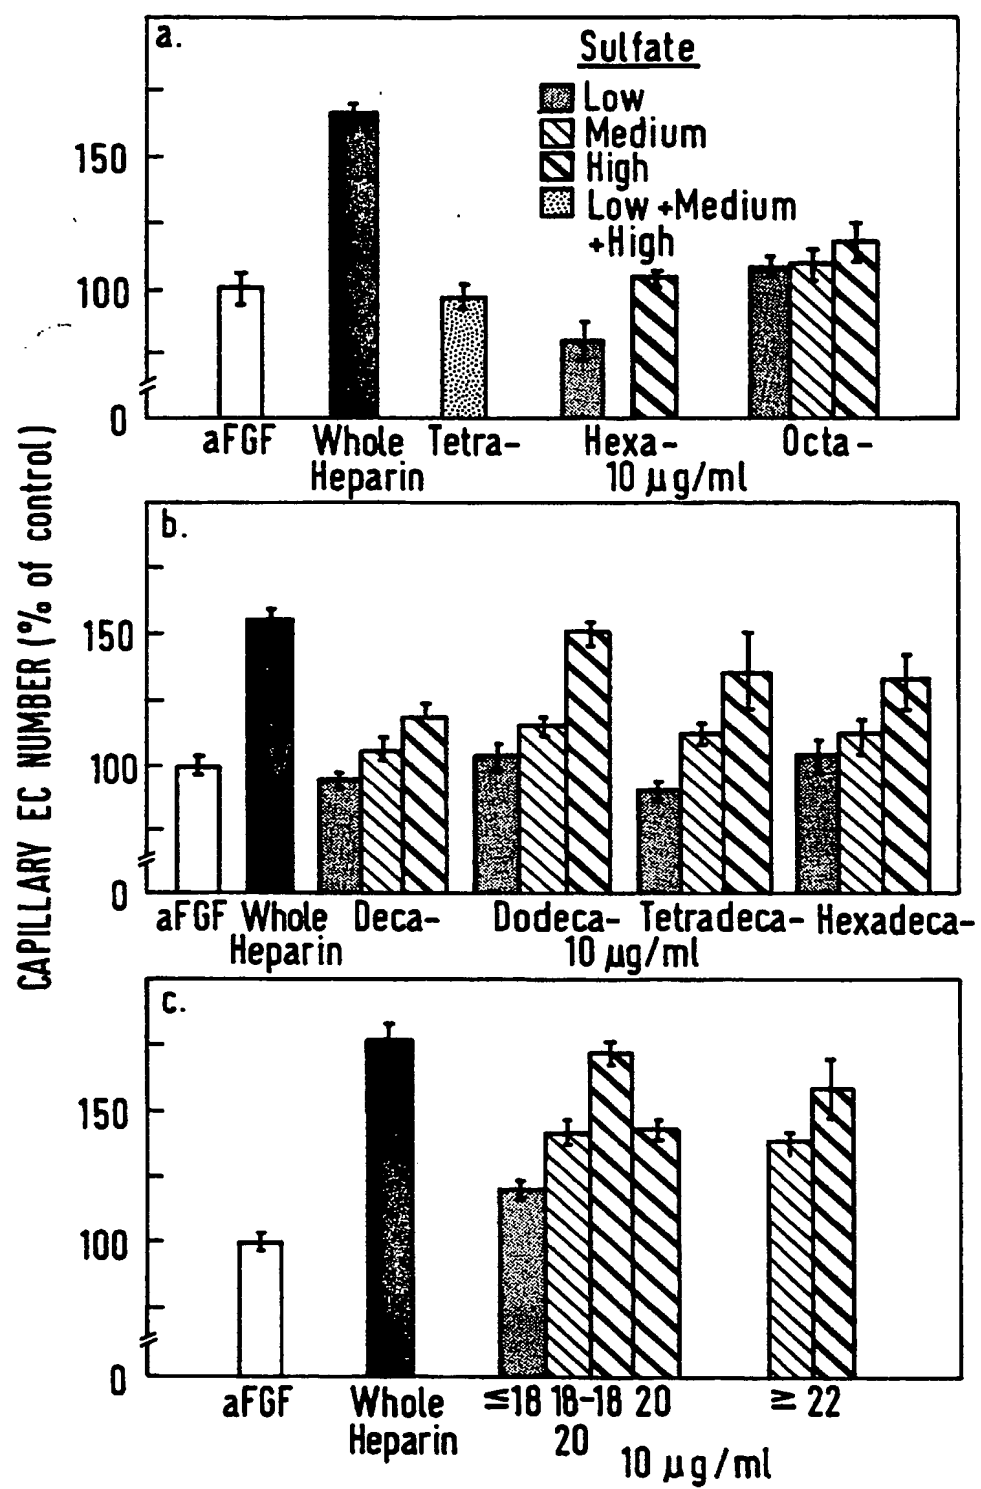 a.
Sulfate
Low
Medium
High
Low +Medium
+High
150
100
0
aFGF Whole Tetra- Hexa- Octa-
Heparin 10 µg/ml
CAPILLARY EC NUMBER (% of control)
b.
150
100
0
aFGF Whole Deca- Dodeca- Tetradeca- Hexadeca-
Heparin 10 µg/ml
c.
150
100
0
aFGF Whole ≤18 18-18 20 ≥ 22
Heparin 20 10 µg/ml